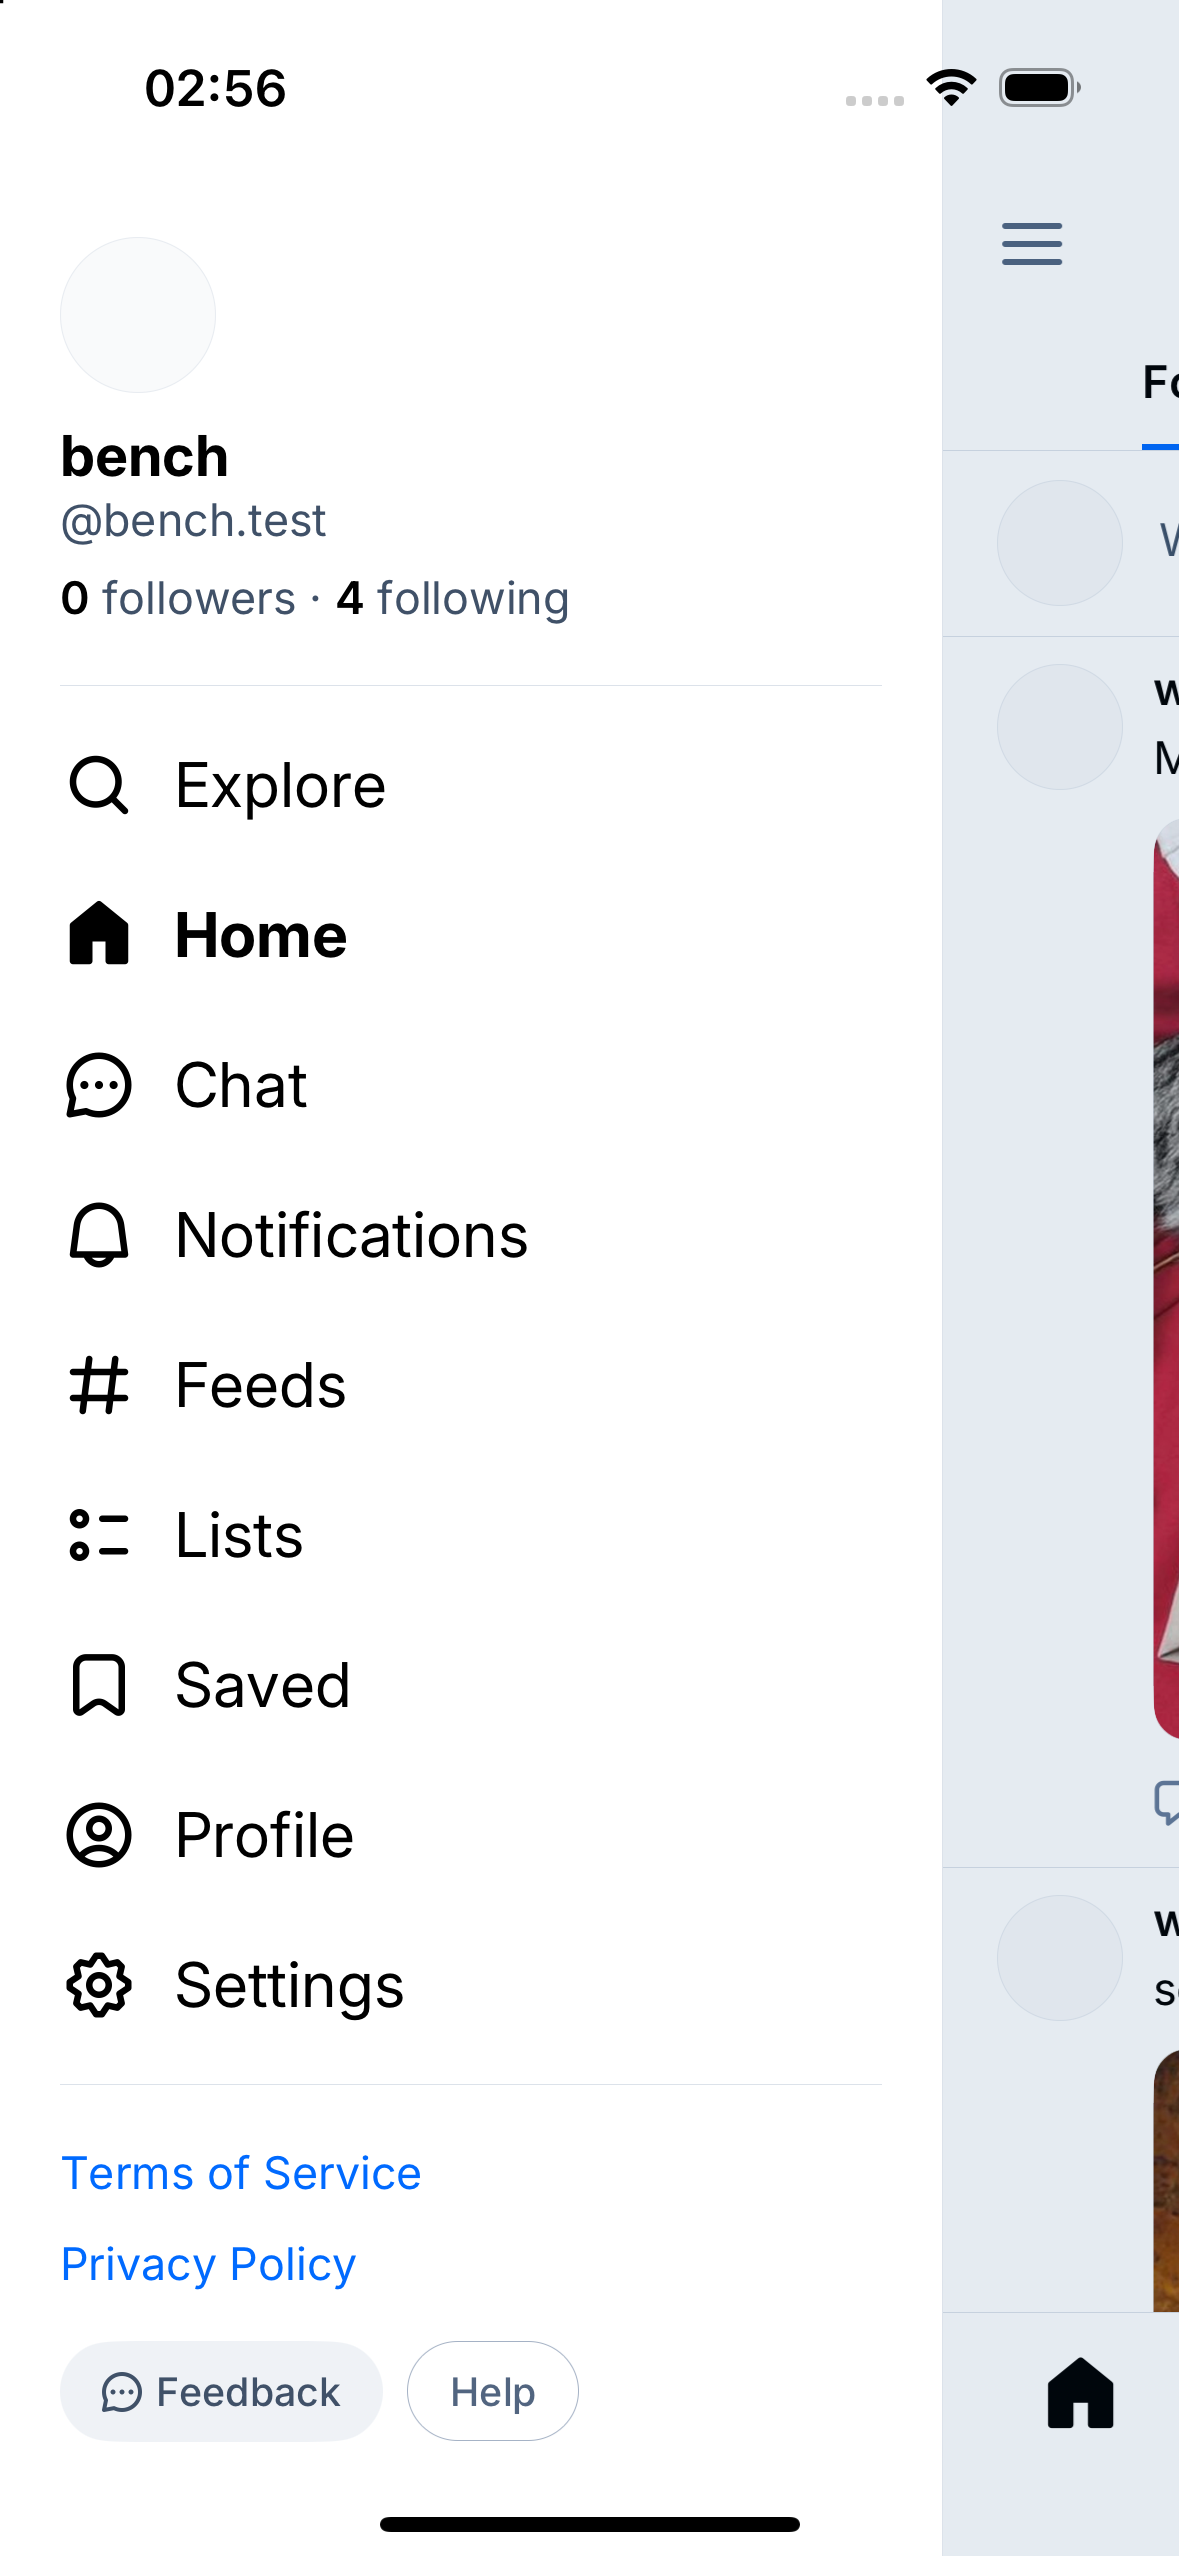 02:56
bench
@bench.test
0 followers · 4 following
Explore
Home
Chat
Notifications
Feeds
Lists
Saved
Profile
Settings
Terms of Service
Privacy Policy
Feedback
Help